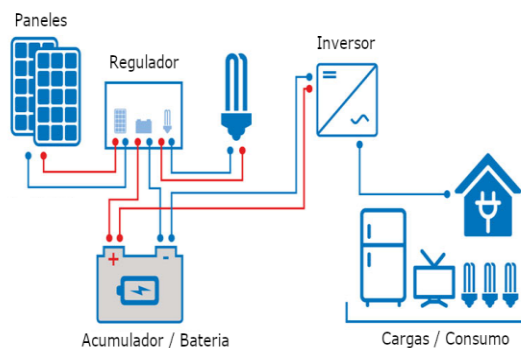 Paneles
Regulador
Inversor
+
-
Acumulador / Bateria
Cargas / Consumo